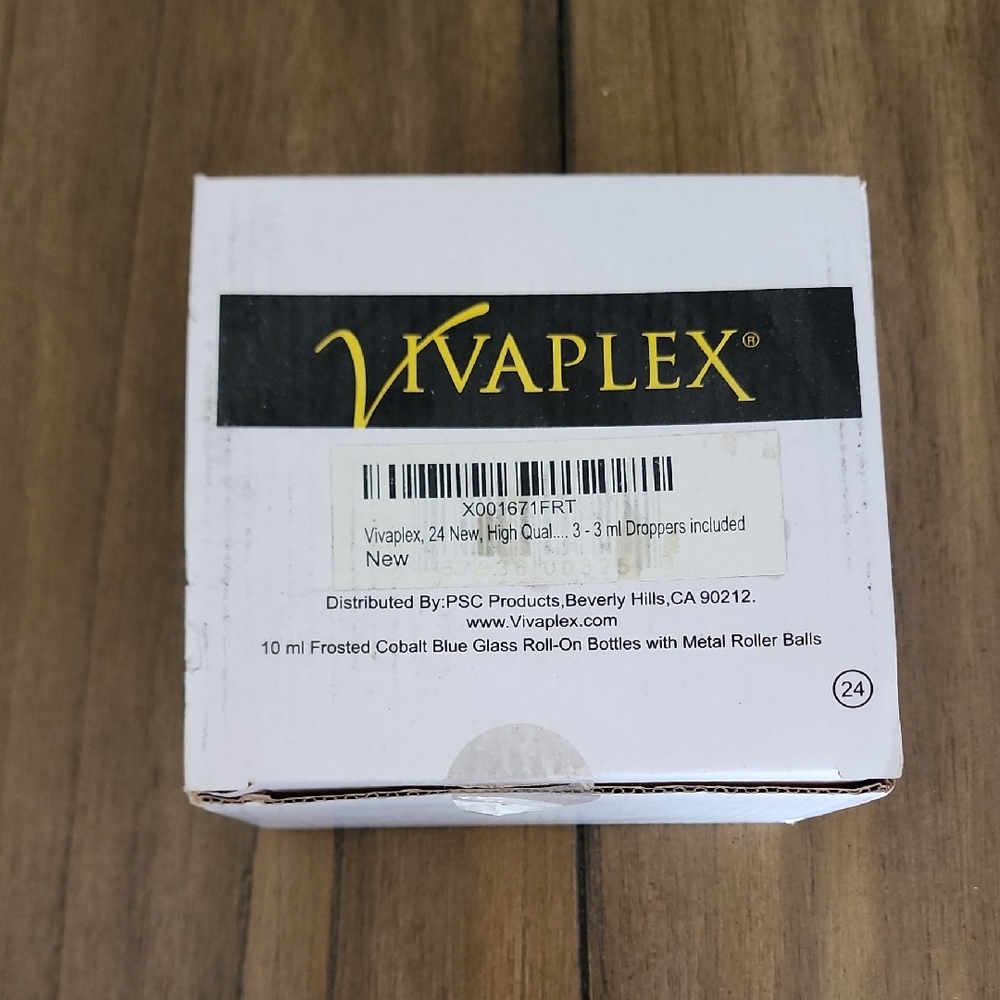 VIVAPLEX®
X001671FRT
Vivaplex, 24 New, High Qual.... 3 - 3 ml Droppers included
New
Distributed By:PSC Products,Beverly Hills,CA 90212.
www.Vivaplex.com
10 ml Frosted Cobalt Blue Glass Roll-On Bottles with Metal Roller Balls
24